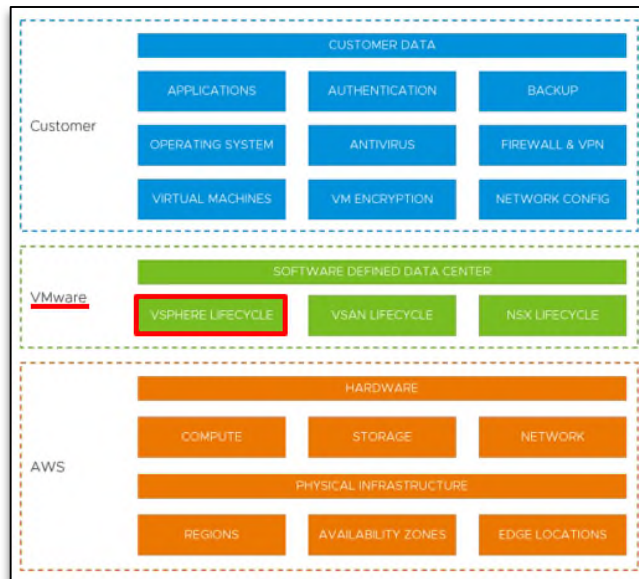 CUSTOMER DATA
Customer
APPLICATIONS AUTHENTICATION BACKUP
OPERATING SYSTEM ANTIVIRUS FIREWALL & VPN
VIRTUAL MACHINES VM ENCRYPTION NETWORK CONFIG
SOFTWARE DEFINED DATA CENTER
VMware
VSPHERE LIFECYCLE VSAN LIFECYCLE NSX LIFECYCLE
HARDWARE
COMPUTE STORAGE NETWORK
AWS
PHYSICAL INFRASTRUCTURE
REGIONS AVAILABILITY ZONES EDGE LOCATIONS